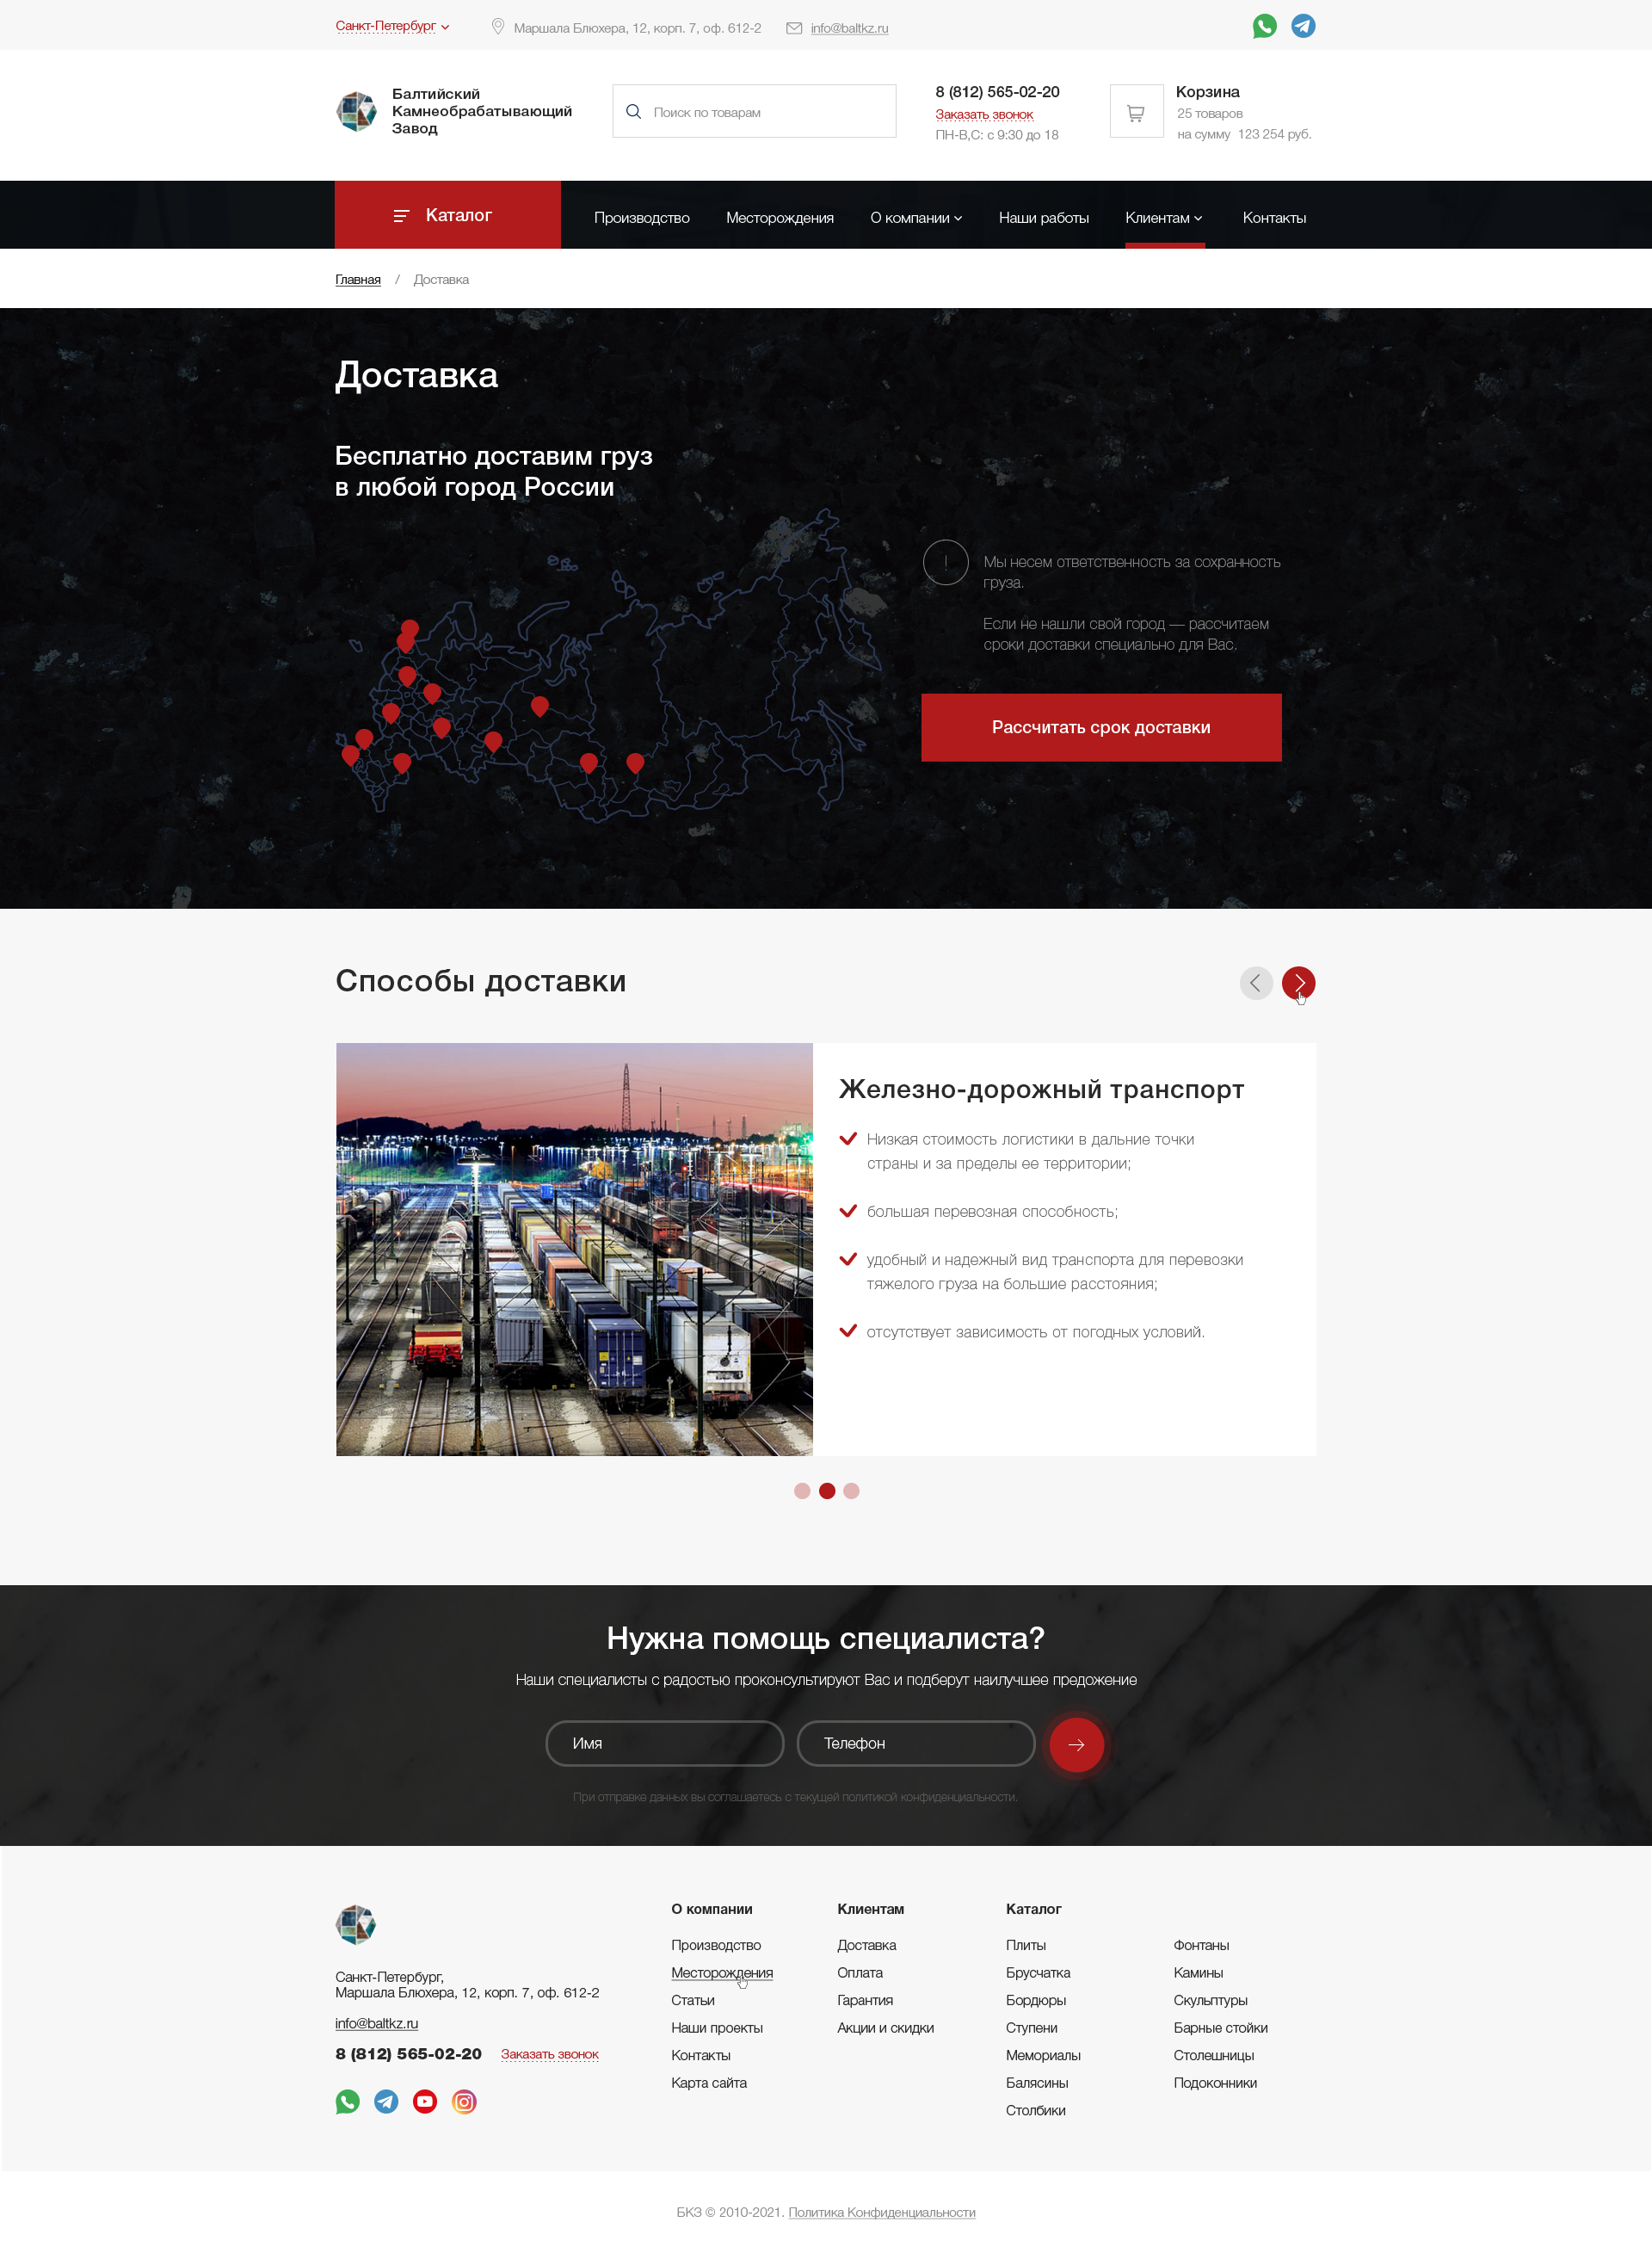 Санкт-Петербург
Маршала Блюхера, 12, корп. 7, оф. 612-2
info@baltkz.ru
Балтийский
Камнеобрабатывающий
Завод
Поиск по товарам
8 (812) 565-02-20
Заказать звонок
ПН-В,С: с 9:30 до 18
Корзина
25 товаров
на сумму 123 254 руб.
Каталог
Производство
Месторождения
О компании
Наши работы
Клиентам
Контакты
Главная / Доставка
Доставка
Бесплатно доставим груз
в любой город России
Мы несем ответственность за сохранность
груза.
Если не нашли свой город — рассчитаем
сроки доставки специально для Вас.
Рассчитать срок доставки
Способы доставки
Железно-дорожный транспорт
Низкая стоимость логистики в дальние точки
страны и за пределы ее территории;
большая перевозная способность;
удобный и надежный вид транспорта для перевозки
тяжелого груза на большие расстояния;
отсутствует зависимость от погодных условий.
Нужна помощь специалиста?
Наши специалисты с радостью проконсультируют Вас и подберут наилучшее предожение
Имя
Телефон
При отправке данных вы соглашаетесь с текущей политикой конфиденциальности.
Санкт-Петербург,
Маршала Блюхера, 12, корп. 7, оф. 612-2
info@baltkz.ru
8 (812) 565-02-20
Заказать звонок
О компании
Производство
Месторождения
Статьи
Наши проекты
Контакты
Карта сайта
Клиентам
Доставка
Оплата
Гарантия
Акции и скидки
Каталог
Плиты
Брусчатка
Бордюры
Ступени
Мемориалы
Балясины
Столбики
Фонтаны
Камины
Скульптуры
Барные стойки
Столешницы
Подоконники
БКЗ © 2010-2021. Политика Конфиденциальности